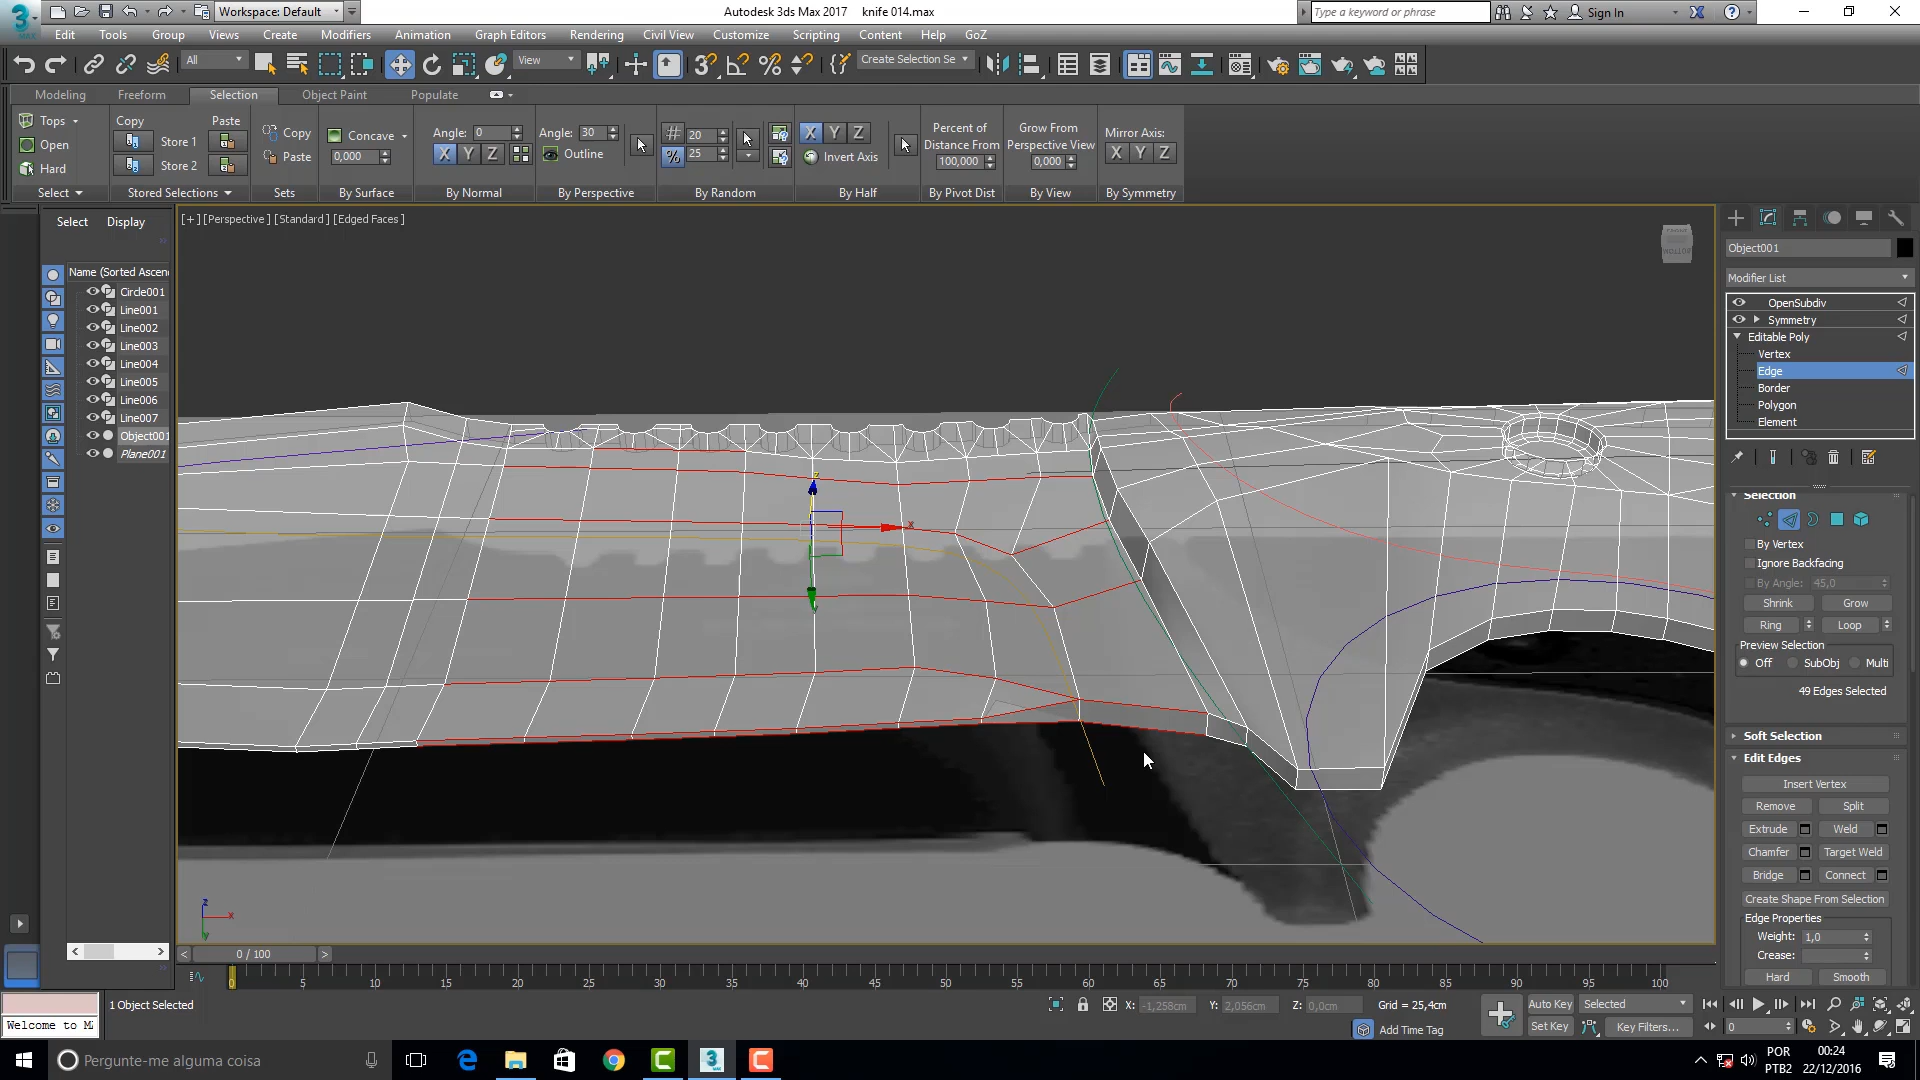 Workspace: Default
Autodesk 3ds Max 2017    knife 014.max
Type a keyword or phrase
Sign In
Edit Tools Group Views Create Modifiers Animation Graph Editors Rendering Civil View Customize Scripting Content Help GoZ
All
View
Create Selection Se
Modeling Freeform Selection Object Paint Populate
Tops
Copy
Paste
Copy
Concave
Angle: 0
Angle: 30
20
X Y Z
Percent of
Grow From
Mirror Axis:
Open
Store 1
Distance From
Perspective View
Hard
Store 2
Paste
0,000
X Y Z
Outline
% 25
Invert Axis
100,000
0,000
X Y Z
Select
Stored Selections
Sets
By Surface
By Normal
By Perspective
By Random
By Half
By Pivot Dist
By View
By Symmetry
Select Display
Name (Sorted Ascen
Circle001
Line001
Line002
Line003
Line004
Line005
Line006
Line007
Object001
Plane001
[+] [Perspective ] [Standard ] [Edged Faces ]
z
x
z
x
y
Object001
Modifier List
OpenSubdiv
Symmetry
Editable Poly
Vertex
Edge
Border
Polygon
Element
Selection
By Vertex
Ignore Backfacing
By Angle: 45,0
Shrink Grow
Ring Loop
Preview Selection
Off SubObj Multi
49 Edges Selected
Soft Selection
Edit Edges
Insert Vertex
Remove Split
Extrude Weld
Chamfer Target Weld
Bridge Connect
Create Shape From Selection
Edge Properties
Weight: 1,0
Crease:
Hard Smooth
< 0 / 100 >
0 5 10 15 20 25 30 35 40 45 50 55 60 65 70 75 80 85 90 95 100
1 Object Selected
X: -1,258cm Y: 2,056cm Z: 0,0cm Grid = 25,4cm
Auto Key Selected
Welcome to M
Add Time Tag
Set Key Key Filters...
0
Pergunte-me alguma coisa
POR
PTB2
00:24
22/12/2016